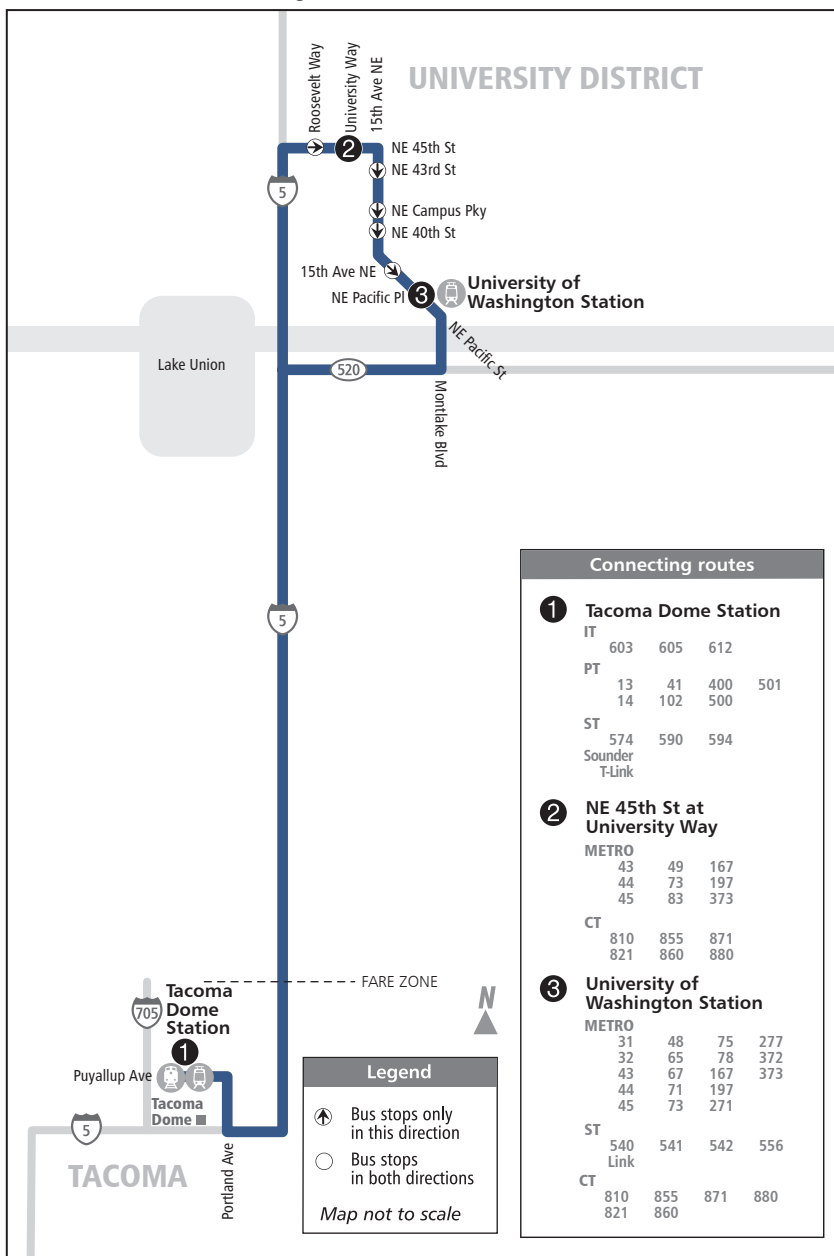 UNIVERSITY DISTRICT
Roosevelt Way
University Way
15th Ave NE
2
NE 45th St
NE 43rd St
5
NE Campus Pky
NE 40th St
15th Ave NE
NE Pacific Pl
3
University of
Washington Station
NE Pacific St
Lake Union
520
Montlake Blvd
5
Connecting routes
1 Tacoma Dome Station
IT
603 605 612
PT
13 41 400 501
14 102 500
ST
574 590 594
Sounder
T-Link
2 NE 45th St at
University Way
METRO
43 49 167
44 73 197
45 83 373
CT
810 855 871
821 860 880
3 University of
Washington Station
METRO
31 48 75 277
32 65 78 372
43 67 167 373
44 71 197
45 73 271
ST
540 541 542 556
Link
CT
810 855 871 880
821 860
FARE ZONE
N
Tacoma
Dome
Station
705
1
Puyallup Ave
Tacoma
Dome
5
TACOMA
Portland Ave
Legend
Bus stops only
in this direction
Bus stops
in both directions
Map not to scale